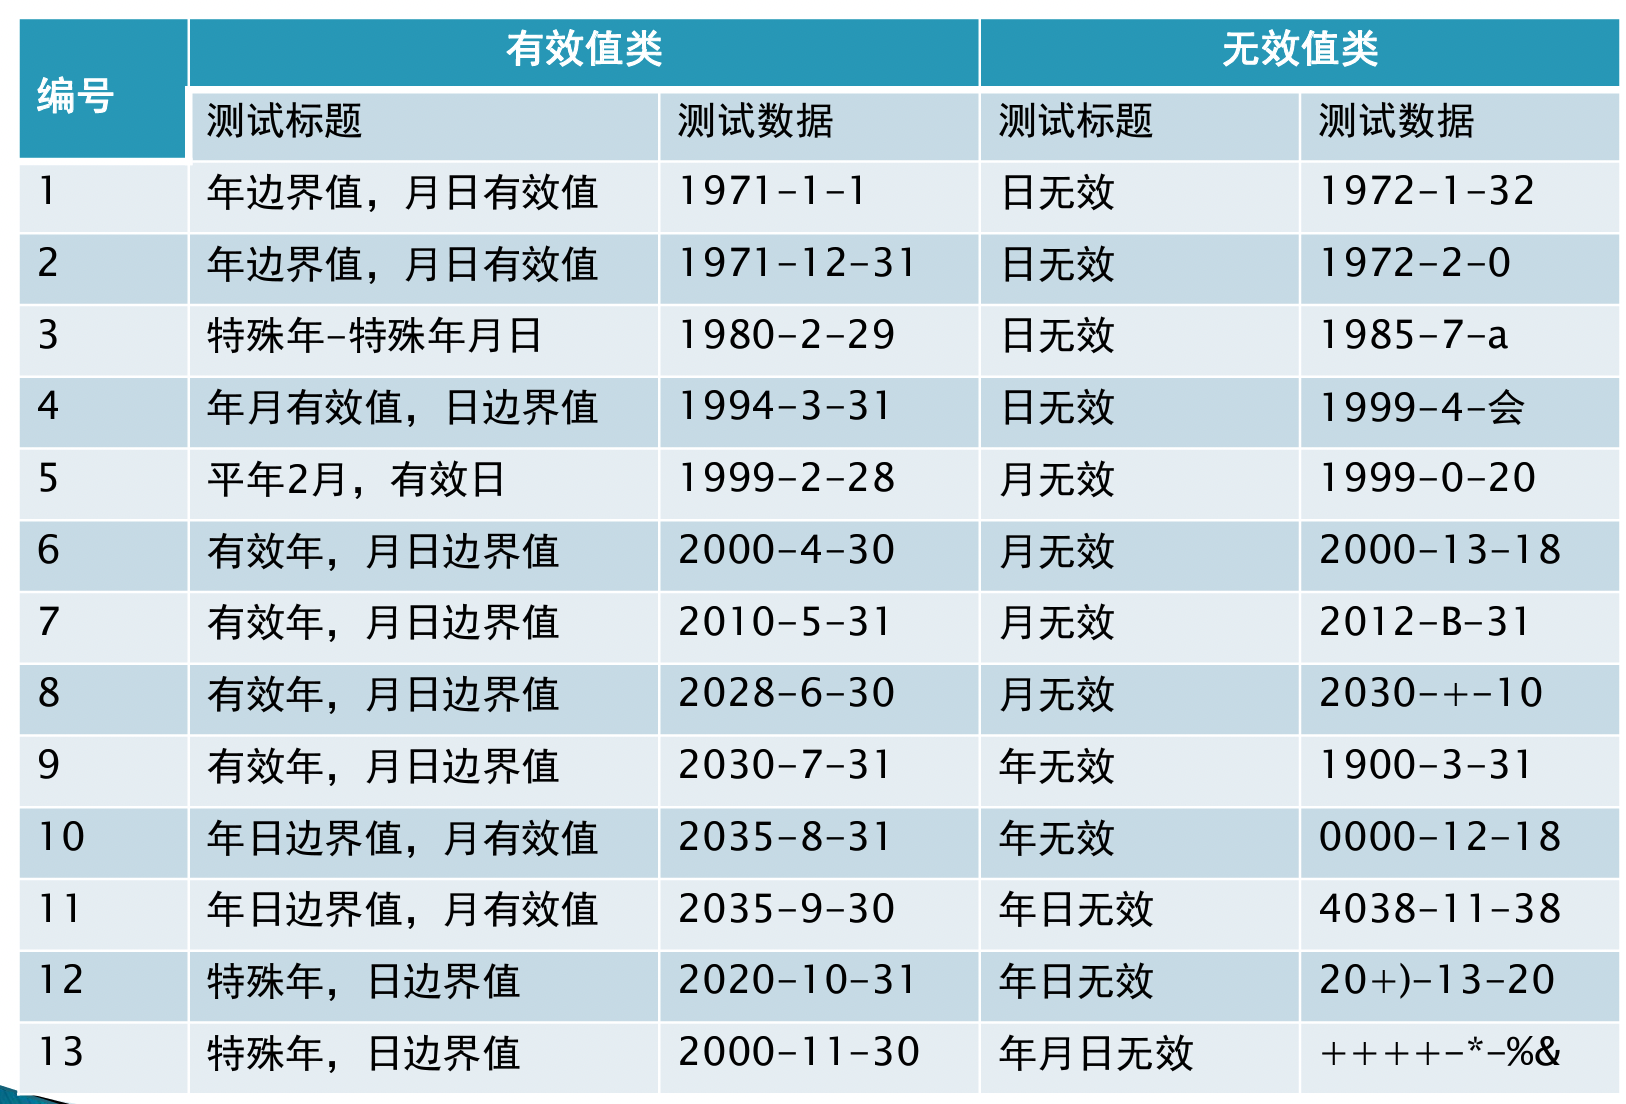 编号 有效值类 无效值类
测试标题 测试数据 测试标题 测试数据
1 年边界值，月日有效值 1971-1-1 日无效 1972-1-32
2 年边界值，月日有效值 1971-12-31 日无效 1972-2-0
3 特殊年-特殊年月日 1980-2-29 日无效 1985-7-a
4 年月有效值，日边界值 1994-3-31 日无效 1999-4-会
5 平年2月，有效日 1999-2-28 月无效 1999-0-20
6 有效年，月日边界值 2000-4-30 月无效 2000-13-18
7 有效年，月日边界值 2010-5-31 月无效 2012-B-31
8 有效年，月日边界值 2028-6-30 月无效 2030-+-10
9 有效年，月日边界值 2030-7-31 年无效 1900-3-31
10 年日边界值，月有效值 2035-8-31 年无效 0000-12-18
11 年日边界值，月有效值 2035-9-30 年日无效 4038-11-38
12 特殊年，日边界值 2020-10-31 年日无效 20+)-13-20
13 特殊年，日边界值 2000-11-30 年月日无效 ++++-*-%&